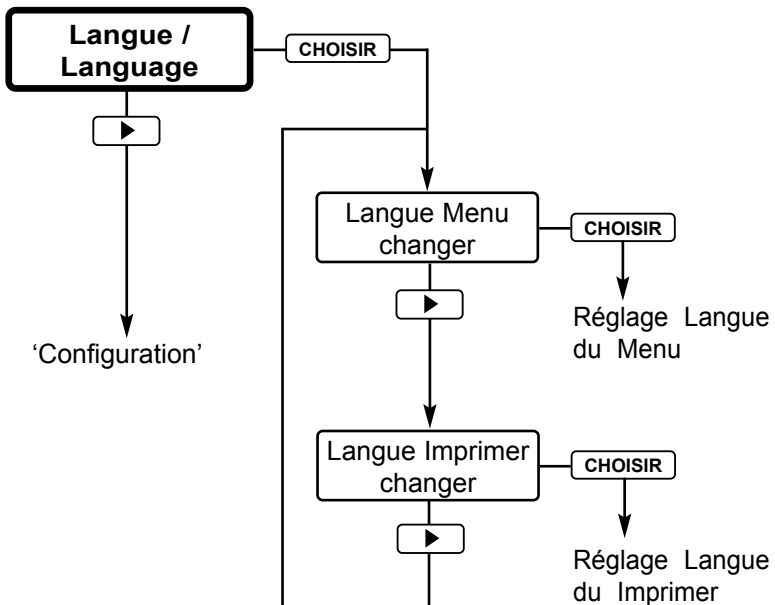 Langue /
Language
CHOISIR
Langue Menu
changer
CHOISIR
Réglage Langue
du Menu
‘Configuration’
Langue Imprimer
changer
CHOISIR
Réglage Langue
du Imprimer